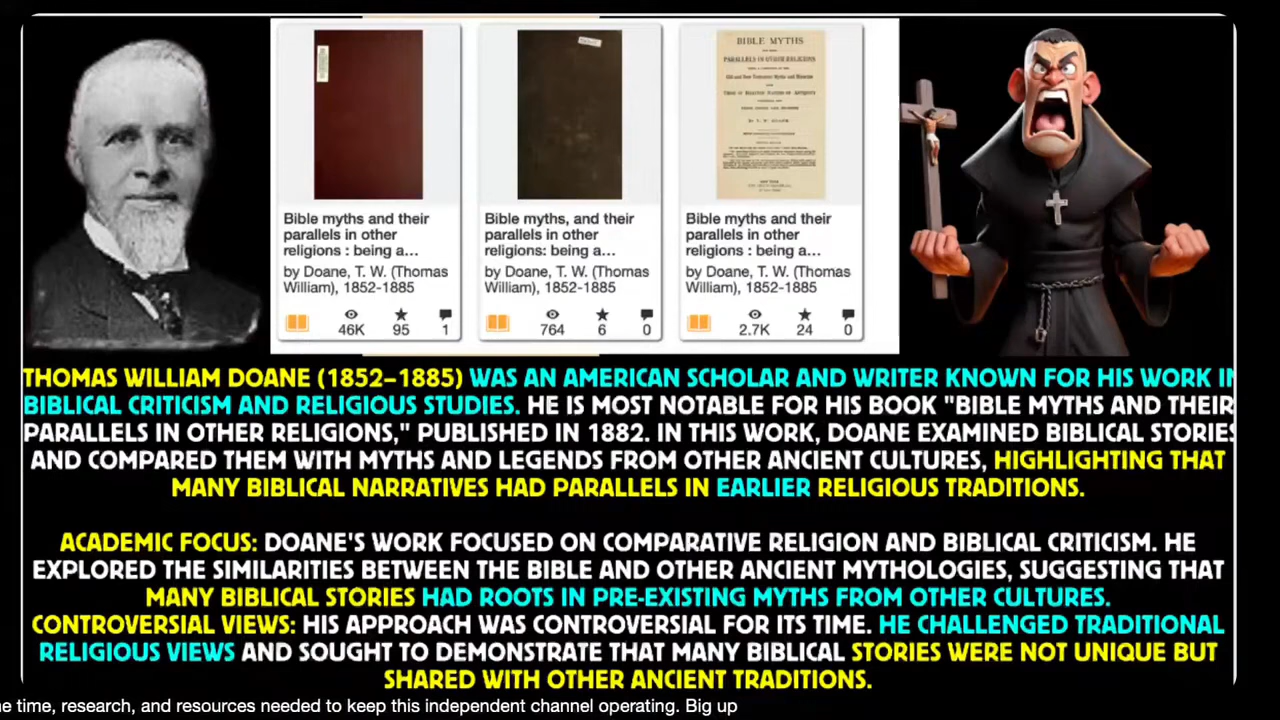 BIBLE MYTHS
PARALLELS IN OTHER RELIGIONS
Bible myths and their
parallels in other
religions : being a...
by Doane, T. W. (Thomas
William), 1852-1885
46K 95 1
Bible myths, and their
parallels in other
religions: being a...
by Doane, T. W. (Thomas
William), 1852-1885
764 6 0
Bible myths and their
parallels in other
religions : being a...
by Doane, T. W. (Thomas
William), 1852-1885
2.7K 24 0
THOMAS WILLIAM DOANE (1852–1885) WAS AN AMERICAN SCHOLAR AND WRITER KNOWN FOR HIS WORK IN
BIBLICAL CRITICISM AND RELIGIOUS STUDIES. HE IS MOST NOTABLE FOR HIS BOOK "BIBLE MYTHS AND THEIR
PARALLELS IN OTHER RELIGIONS," PUBLISHED IN 1882. IN THIS WORK, DOANE EXAMINED BIBLICAL STORIES
AND COMPARED THEM WITH MYTHS AND LEGENDS FROM OTHER ANCIENT CULTURES, HIGHLIGHTING THAT
MANY BIBLICAL NARRATIVES HAD PARALLELS IN EARLIER RELIGIOUS TRADITIONS.
ACADEMIC FOCUS: DOANE'S WORK FOCUSED ON COMPARATIVE RELIGION AND BIBLICAL CRITICISM. HE
EXPLORED THE SIMILARITIES BETWEEN THE BIBLE AND OTHER ANCIENT MYTHOLOGIES, SUGGESTING THAT
MANY BIBLICAL STORIES HAD ROOTS IN PRE-EXISTING MYTHS FROM OTHER CULTURES.
CONTROVERSIAL VIEWS: HIS APPROACH WAS CONTROVERSIAL FOR ITS TIME. HE CHALLENGED TRADITIONAL
RELIGIOUS VIEWS AND SOUGHT TO DEMONSTRATE THAT MANY BIBLICAL STORIES WERE NOT UNIQUE BUT
SHARED WITH OTHER ANCIENT TRADITIONS.
e time, research, and resources needed to keep this independent channel operating. Big up